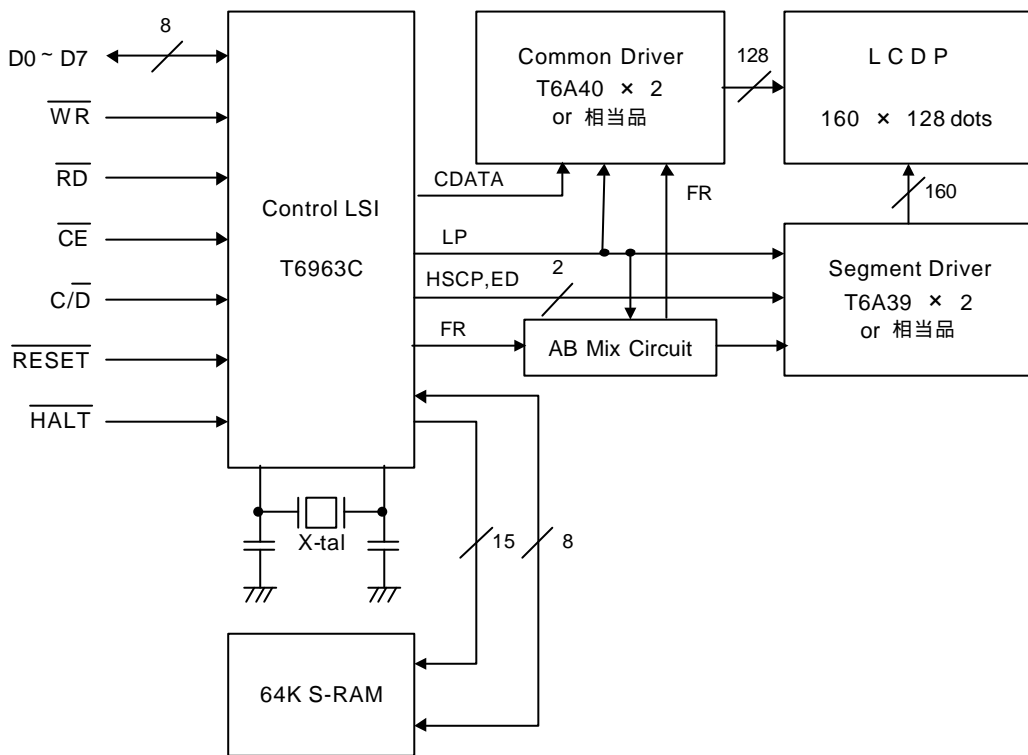 D0 ~ D7
8
WR
RD
CE
C/D
RESET
HALT
Control LSI
T6963C
Common Driver
T6A40 × 2
or 相当品
128
L C D P
160 × 128 dots
CDATA
FR
160
LP
HSCP,ED
2
FR
AB Mix Circuit
Segment Driver
T6A39 × 2
or 相当品
X-tal
15
8
64K S-RAM